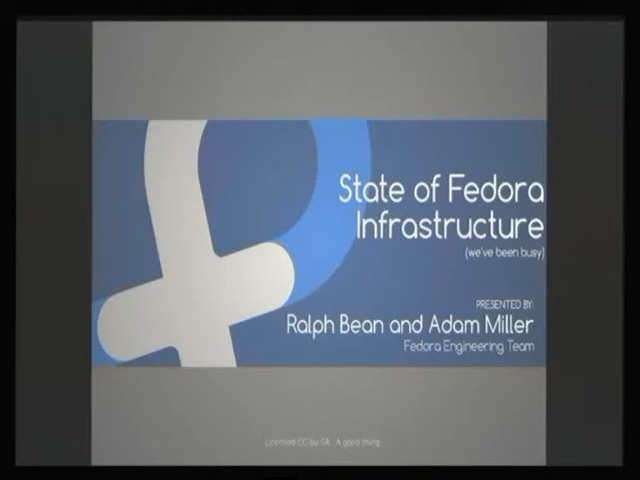 State of Fedora
Infrastructure
(we've been busy)
PRESENTED BY:
Ralph Bean and Adam Miller
Fedora Engineering Team
Licensed CC-by-SA. A good thing.